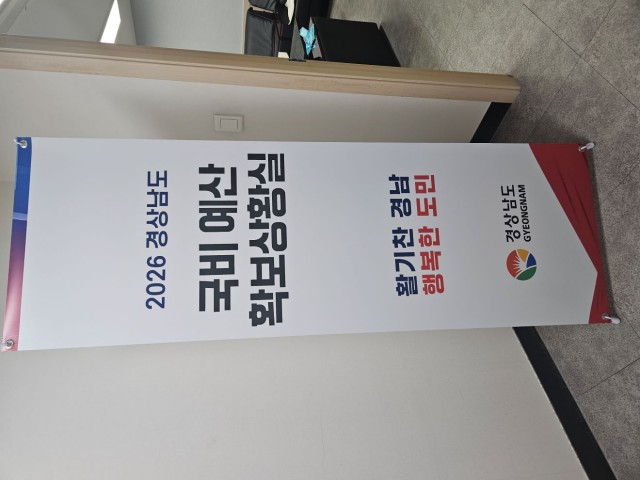 2026 경상남도
국비 예산
확보상황실
활기찬 경남
행복한 도민
경상남도
GYEONGNAM